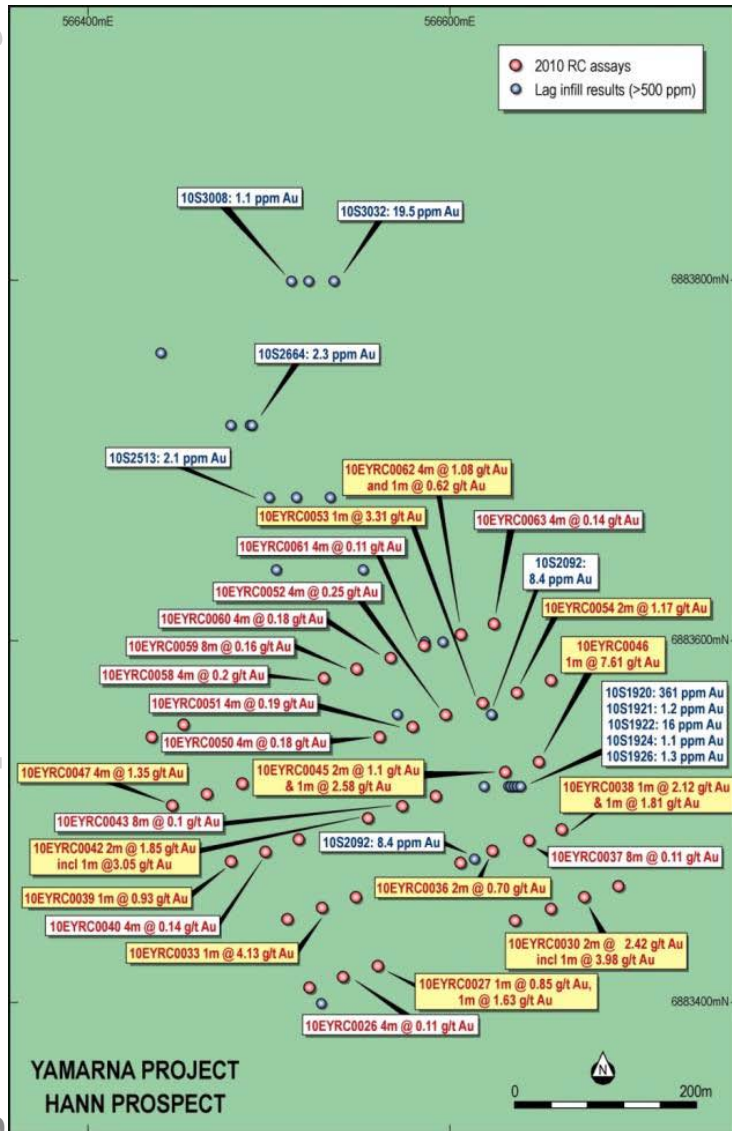 566400mE
566600mE
2010 RC assays
Lag infill results (>500 ppm)
10S3008: 1.1 ppm Au
10S3032: 19.5 ppm Au
6883800mN
10S2664: 2.3 ppm Au
10S2513: 2.1 ppm Au
10EYRC0062 4m @ 1.08 g/t Au
and 1m @ 0.62 g/t Au
10EYRC0053 1m @ 3.31 g/t Au
10EYRC0063 4m @ 0.14 g/t Au
10EYRC0061 4m @ 0.11 g/t Au
10S2092:
8.4 ppm Au
10EYRC0052 4m @ 0.25 g/t Au
10EYRC0054 2m @ 1.17 g/t Au
10EYRC0060 4m @ 0.18 g/t Au
10EYRC0059 8m @ 0.16 g/t Au
10EYRC0058 4m @ 0.2 g/t Au
6883600mN
10EYRC0046
1m @ 7.61 g/t Au
10EYRC0051 4m @ 0.19 g/t Au
10EYRC0050 4m @ 0.18 g/t Au
10S1920: 361 ppm Au
10S1921: 1.2 ppm Au
10S1922: 16 ppm Au
10S1924: 1.1 ppm Au
10S1926: 1.3 ppm Au
10EYRC0047 4m @ 1.35 g/t Au
10EYRC0045 2m @ 1.1 g/t Au
& 1m @ 2.58 g/t Au
10EYRC0038 1m @ 2.12 g/t Au
& 1m @ 1.81 g/t Au
10EYRC0043 8m @ 0.1 g/t Au
10EYRC0042 2m @ 1.85 g/t Au
incl 1m @3.05 g/t Au
10S2092: 8.4 ppm Au
10EYRC0037 8m @ 0.11 g/t Au
10EYRC0039 1m @ 0.93 g/t Au
10EYRC0036 2m @ 0.70 g/t Au
10EYRC0040 4m @ 0.14 g/t Au
10EYRC0033 1m @ 4.13 g/t Au
10EYRC0030 2m @ 2.42 g/t Au
incl 1m @ 3.98 g/t Au
10EYRC0027 1m @ 0.85 g/t Au,
1m @ 1.63 g/t Au
6883400mN
10EYRC0026 4m @ 0.11 g/t Au
YAMARNA PROJECT
HANN PROSPECT
N
0
200m